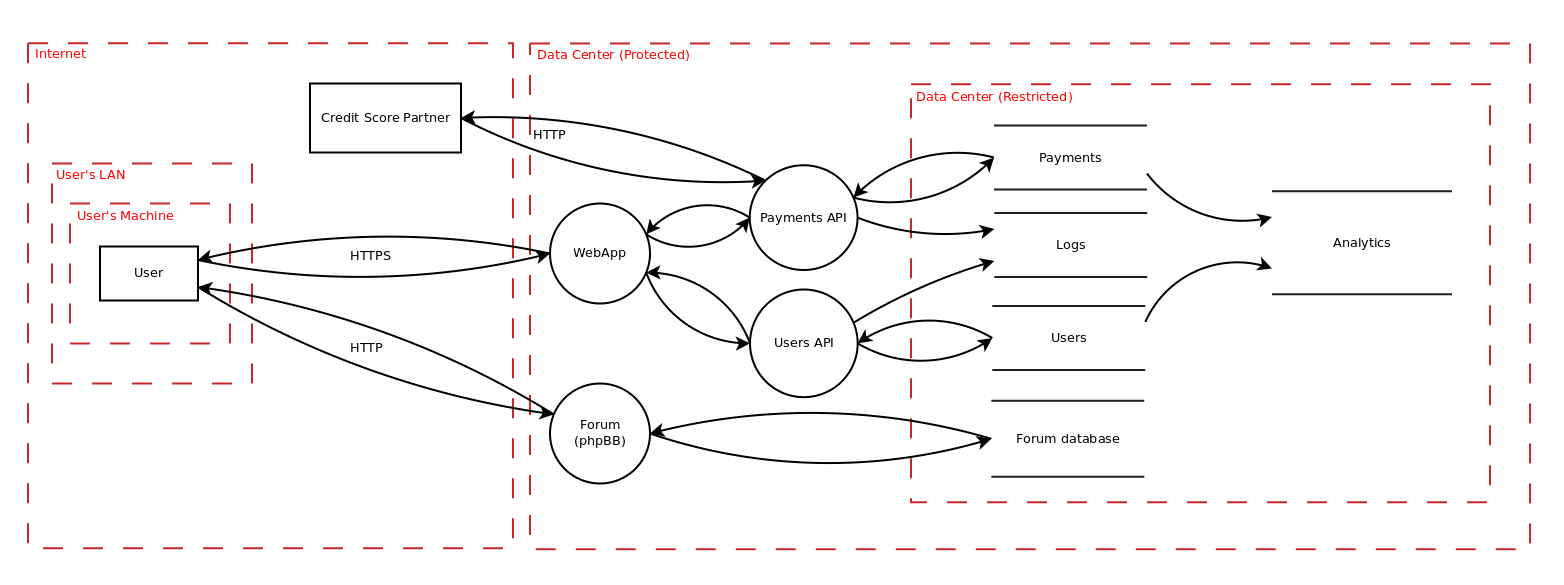 Internet
Data Center (Protected)
Data Center (Restricted)
Credit Score Partner
HTTP
User's LAN
User's Machine
User
HTTPS
HTTP
WebApp
Payments API
Users API
Forum
(phpBB)
Payments
Logs
Users
Forum database
Analytics